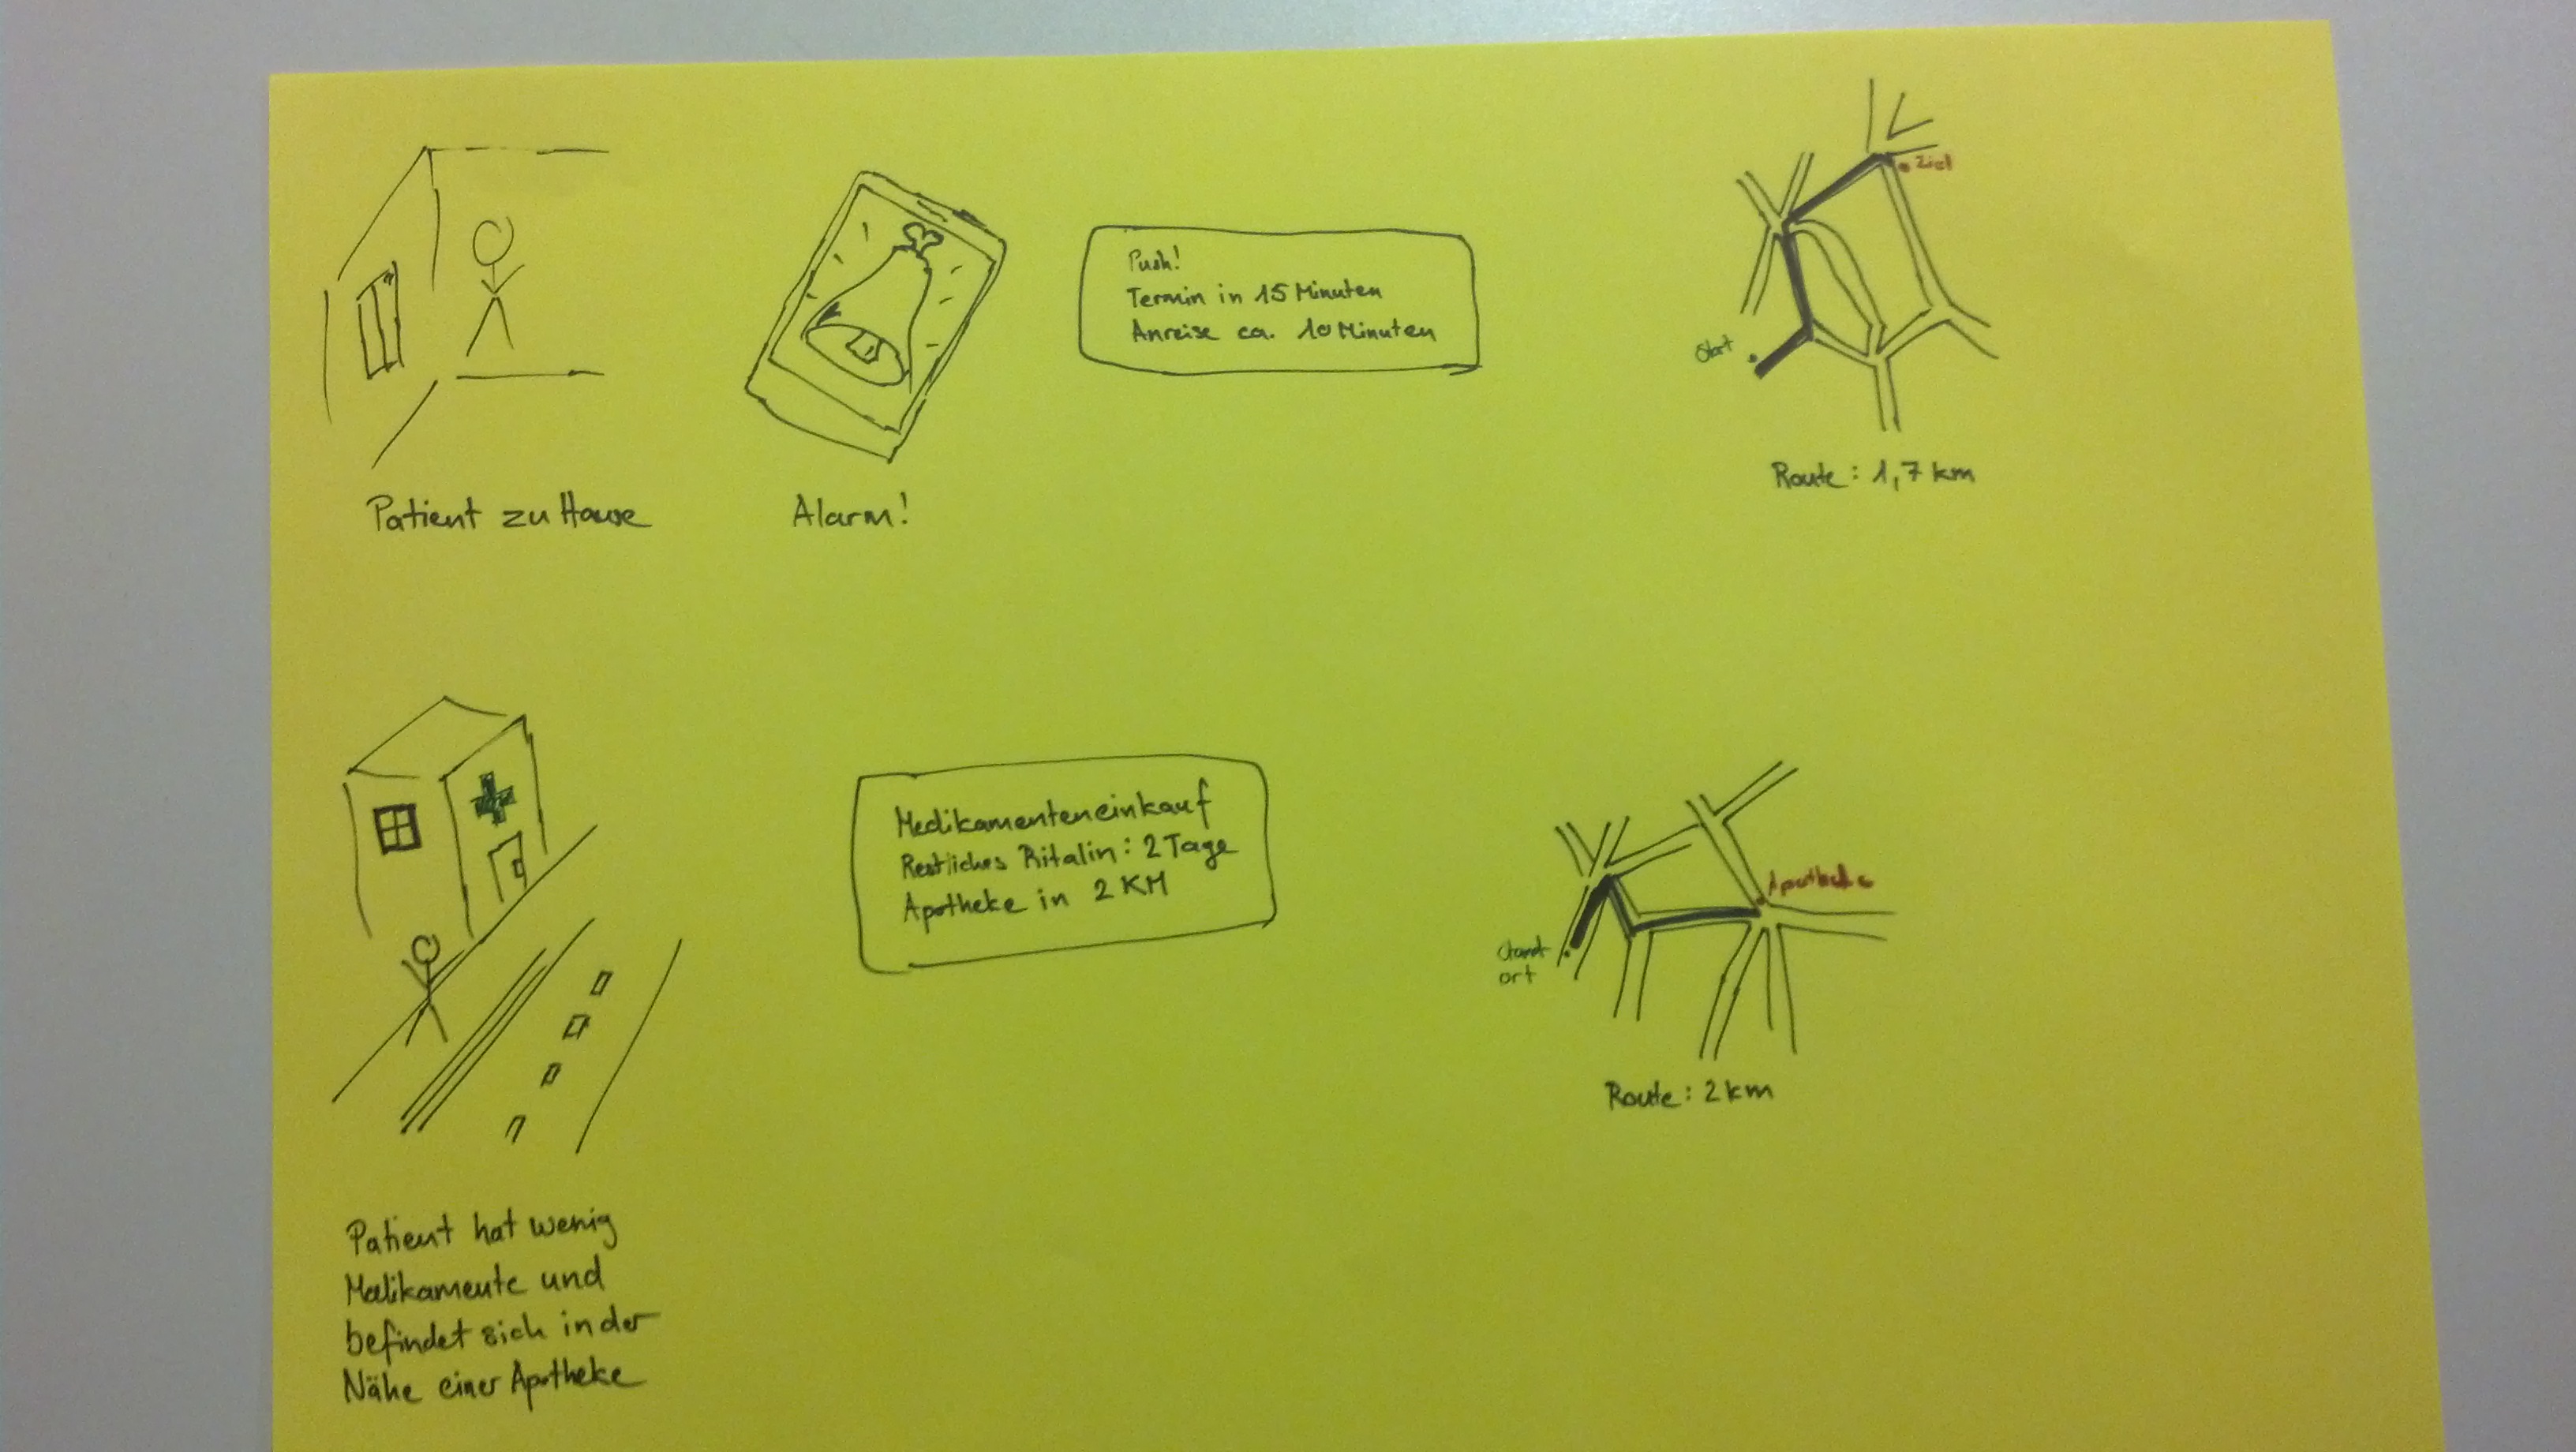 Ziel
Start
Push!
Termin in 15 Minuten
Anreise ca. 10 Minuten
Route: 1,7 km
Patient zu Hause
Alarm!
Medikamenteneinkauf
Restliches Ritalin: 2 Tage
Apotheke in 2 KM
Apotheke
Stand
ort
Route: 2 km
Patient hat wenig
Medikamente und
befindet sich in der
Nähe einer Apotheke